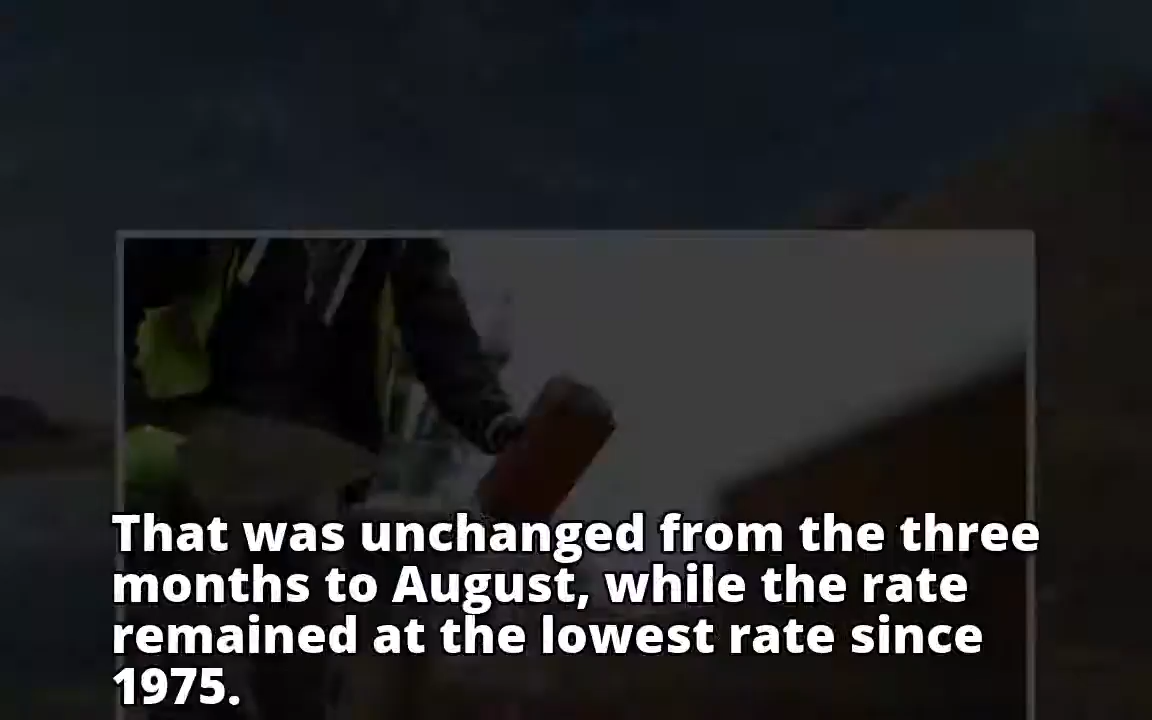 That was unchanged from the three
months to August, while the rate
remained at the lowest rate since
1975.